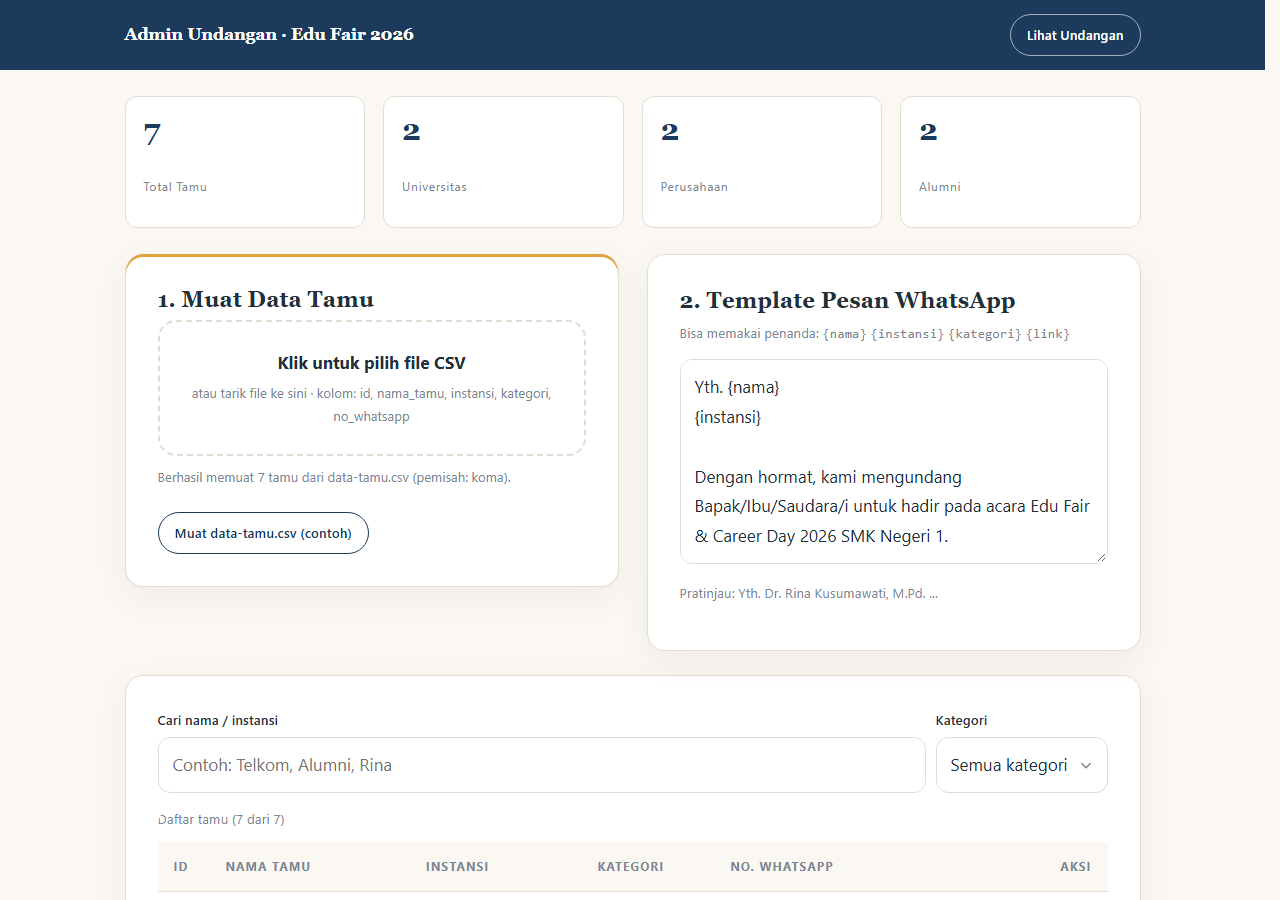 Admin Undangan · Edu Fair 2026
Lihat Undangan
7
Total Tamu
2
Universitas
2
Perusahaan
2
Alumni
1. Muat Data Tamu
Klik untuk pilih file CSV
atau tarik file ke sini · kolom: id, nama_tamu, instansi, kategori,
no_whatsapp
Berhasil memuat 7 tamu dari data-tamu.csv (pemisah: koma).
Muat data-tamu.csv (contoh)
2. Template Pesan WhatsApp
Bisa memakai penanda: {nama} {instansi} {kategori} {link}
Yth. {nama}
{instansi}
Dengan hormat, kami mengundang
Bapak/Ibu/Saudara/i untuk hadir pada acara Edu Fair
& Career Day 2026 SMK Negeri 1.
Pratinjau: Yth. Dr. Rina Kusumawati, M.Pd. ...
Cari nama / instansi
Kategori
Contoh: Telkom, Alumni, Rina
Semua kategori
Daftar tamu (7 dari 7)
ID NAMA TAMU INSTANSI KATEGORI NO. WHATSAPP AKSI